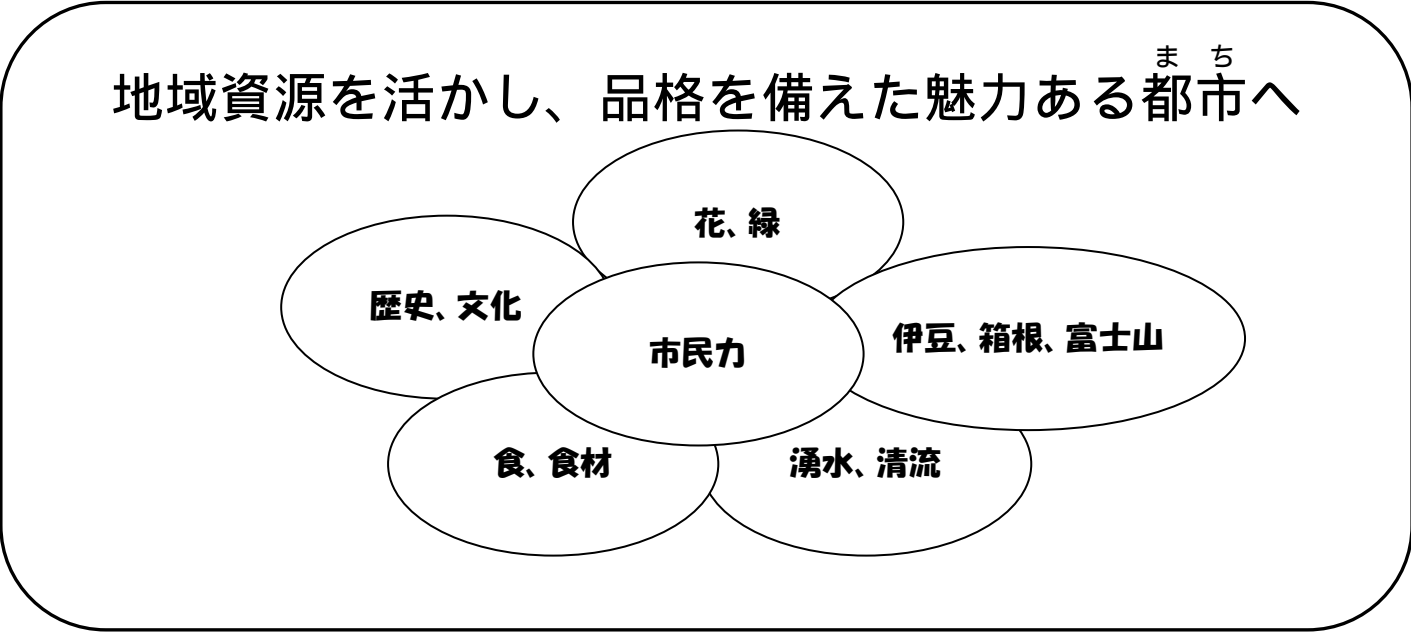 まち
地域資源を活かし、品格を備えた魅力ある都市へ
花、緑
歴史、文化
伊豆、箱根、富士山
市民力
食、食材
湧水、清流